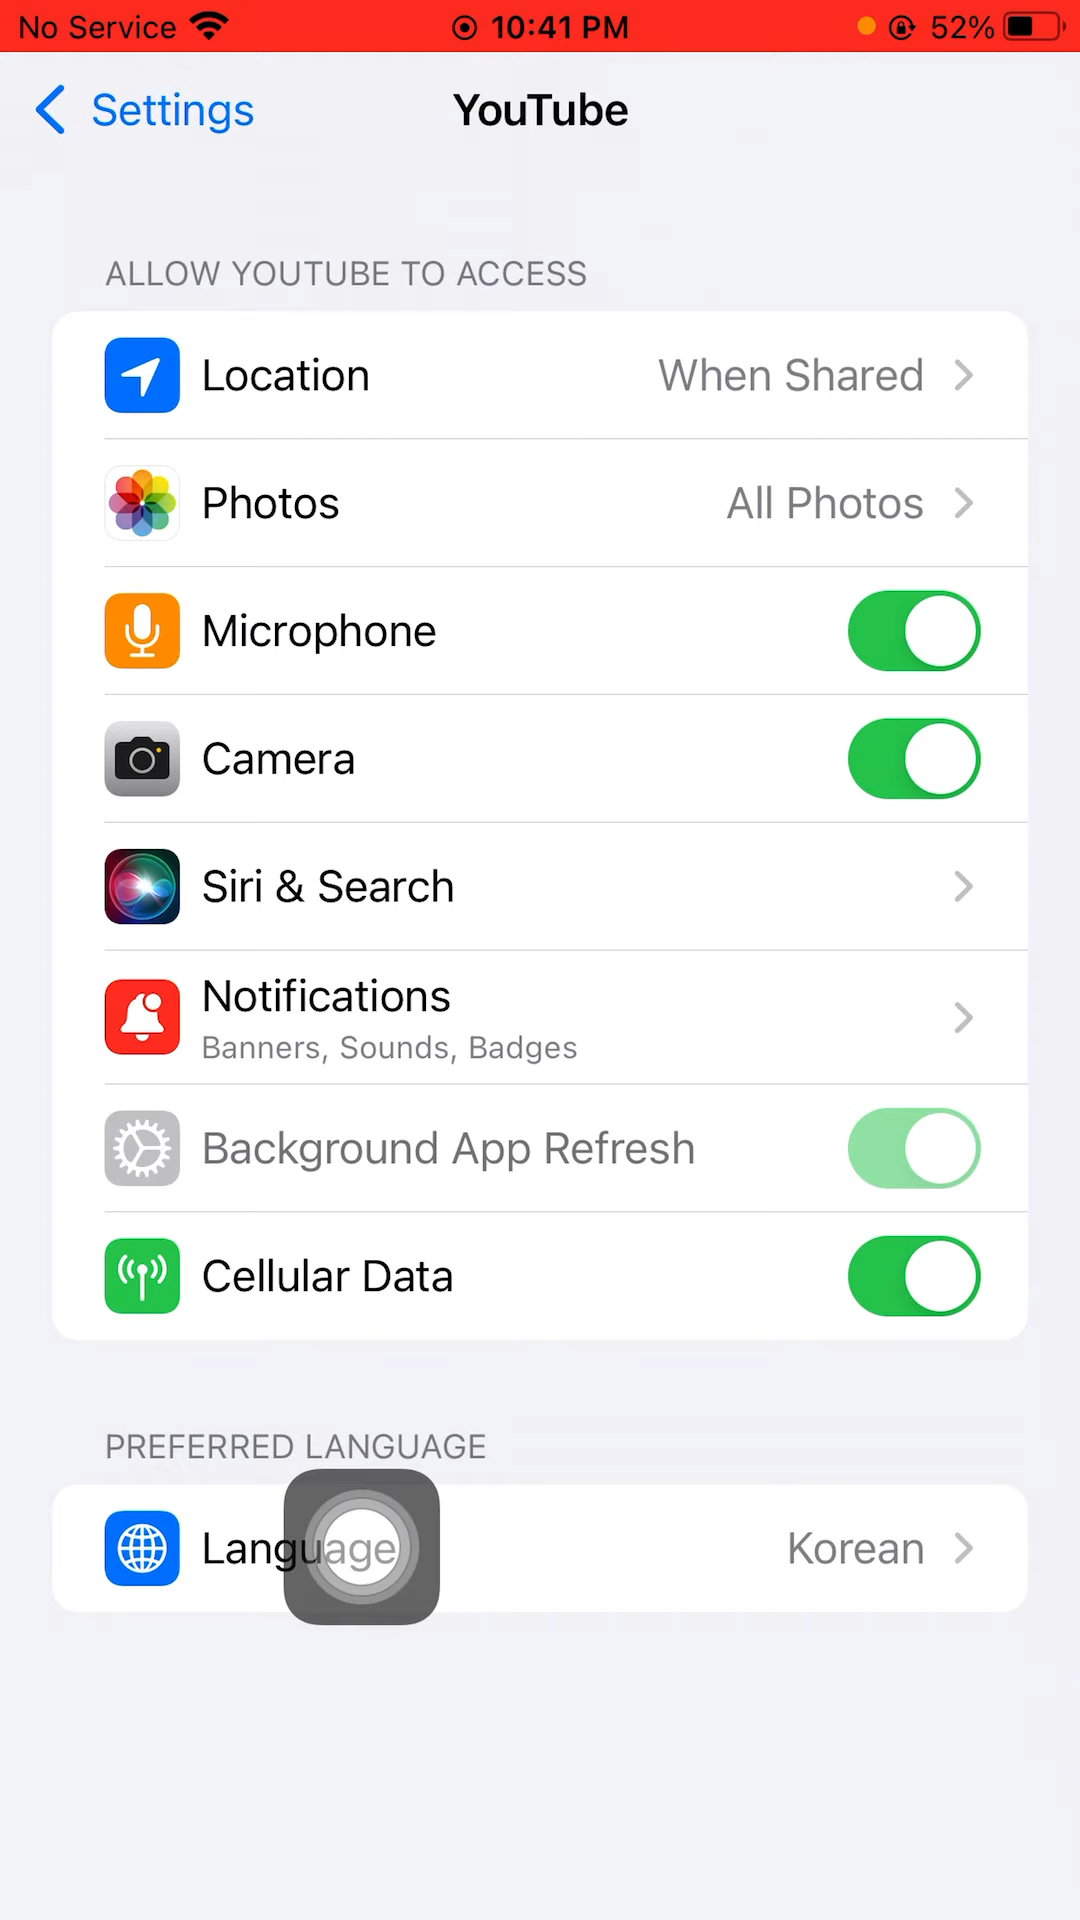 No Service 10:41 PM 52%
Settings YouTube
ALLOW YOUTUBE TO ACCESS
Location When Shared
Photos All Photos
Microphone
Camera
Siri & Search
Notifications
Banners, Sounds, Badges
Background App Refresh
Cellular Data
PREFERRED LANGUAGE
Language Korean